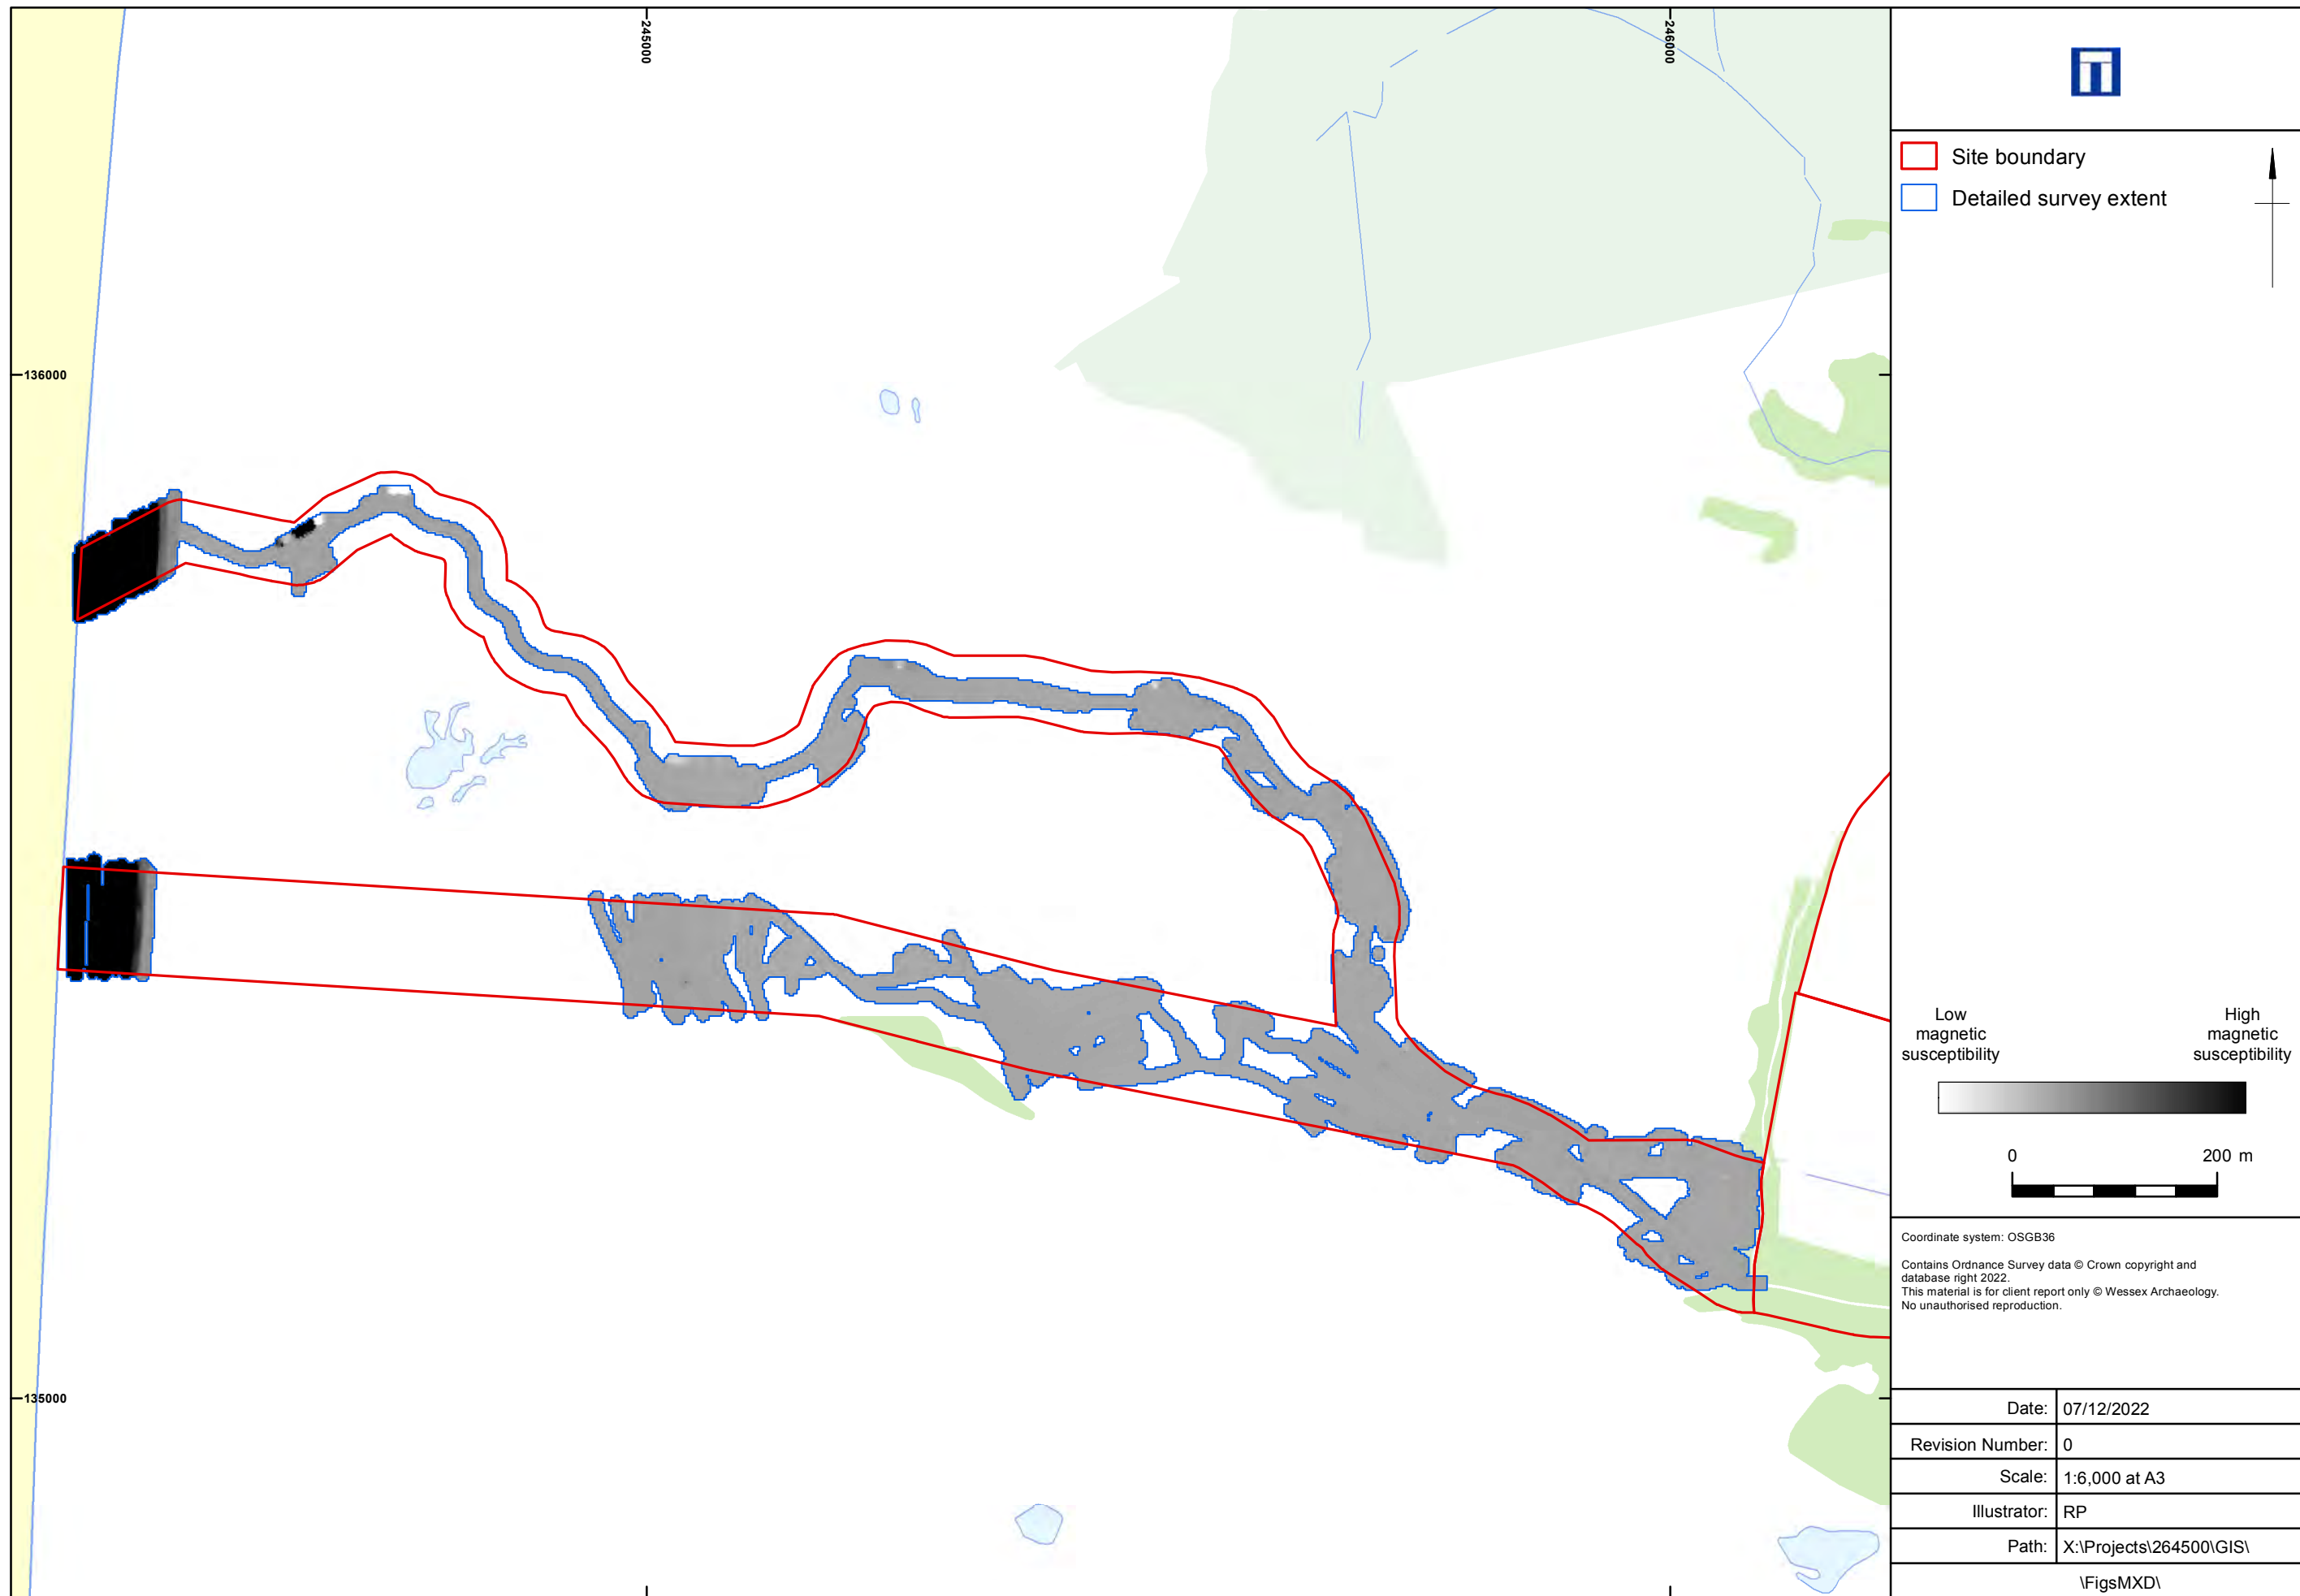 245000
246000
136000
135000
Site boundary
Detailed survey extent
Low
magnetic
susceptibility
High
magnetic
susceptibility
0 200 m
Coordinate system: OSGB36
Contains Ordnance Survey data © Crown copyright and
database right 2022.
This material is for client report only © Wessex Archaeology.
No unauthorised reproduction.
Date: 07/12/2022
Revision Number: 0
Scale: 1:6,000 at A3
Illustrator: RP
Path: X:\Projects\264500\GIS\
\FigsMXD\